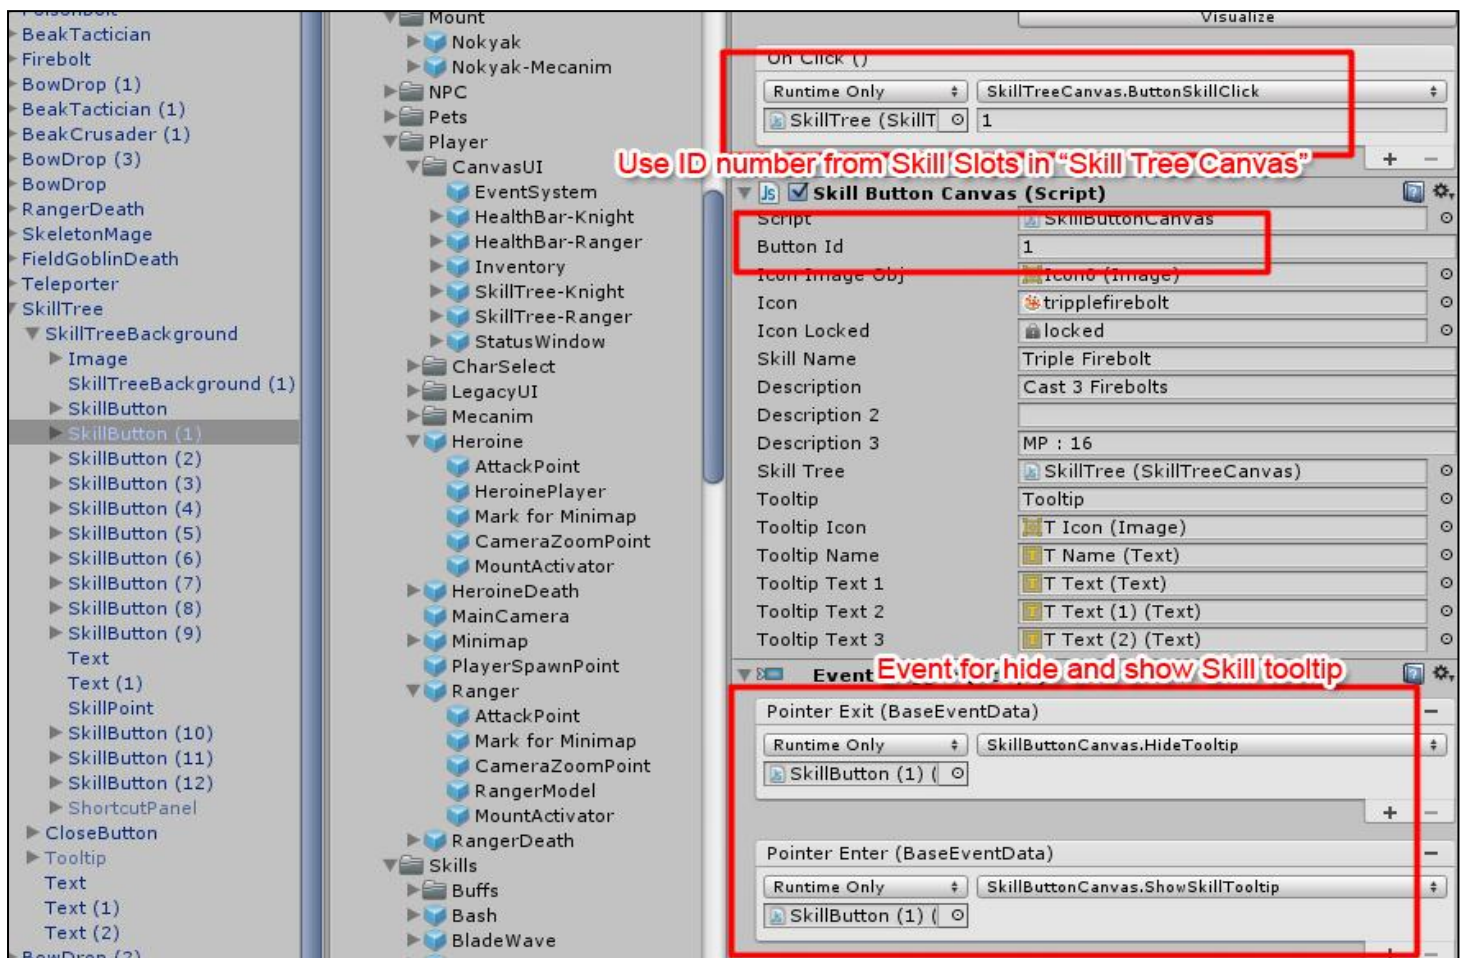 BeakTactician
Firebolt
BowDrop (1)
BeakTactician (1)
BeakCrusader (1)
BowDrop (3)
BowDrop
RangerDeath
SkeletonMage
FieldGoblinDeath
Teleporter
SkillTree
SkillTreeBackground
Image
SkillTreeBackground (1)
SkillButton
SkillButton (1)
SkillButton (2)
SkillButton (3)
SkillButton (4)
SkillButton (5)
SkillButton (6)
SkillButton (7)
SkillButton (8)
SkillButton (9)
Text
Text (1)
SkillPoint
SkillButton (10)
SkillButton (11)
SkillButton (12)
ShortcutPanel
CloseButton
Tooltip
Text
Text (1)
Text (2)
BowDrop (2)
Mount
Nokyak
Nokyak-Mecanim
NPC
Pets
Player
CanvasUI
EventSystem
HealthBar-Knight
HealthBar-Ranger
Inventory
SkillTree-Knight
SkillTree-Ranger
StatusWindow
CharSelect
LegacyUI
Mecanim
Heroine
AttackPoint
HeroinePlayer
Mark for Minimap
CameraZoomPoint
MountActivator
HeroineDeath
MainCamera
Minimap
PlayerSpawnPoint
Ranger
AttackPoint
Mark for Minimap
CameraZoomPoint
RangerModel
MountActivator
RangerDeath
Skills
Buffs
Bash
BladeWave
Visualize
On Click ()
Runtime Only SkillTreeCanvas.ButtonSkillClick
SkillTree (SkillT 1
Use ID number from Skill Slots in “Skill Tree Canvas”
Skill Button Canvas (Script)
Script SkillButtonCanvas
Button Id 1
Icon Image Obj Icon0 (Image)
Icon tripplefirebolt
Icon Locked locked
Skill Name Triple Firebolt
Description Cast 3 Firebolts
Description 2
Description 3 MP : 16
Skill Tree SkillTree (SkillTreeCanvas)
Tooltip Tooltip
Tooltip Icon T Icon (Image)
Tooltip Name T Name (Text)
Tooltip Text 1 T Text (Text)
Tooltip Text 2 T Text (1) (Text)
Tooltip Text 3 T Text (2) (Text)
Event for hide and show Skill tooltip
Event
Pointer Exit (BaseEventData)
Runtime Only SkillButtonCanvas.HideTooltip
SkillButton (1) (
Pointer Enter (BaseEventData)
Runtime Only SkillButtonCanvas.ShowSkillTooltip
SkillButton (1) (